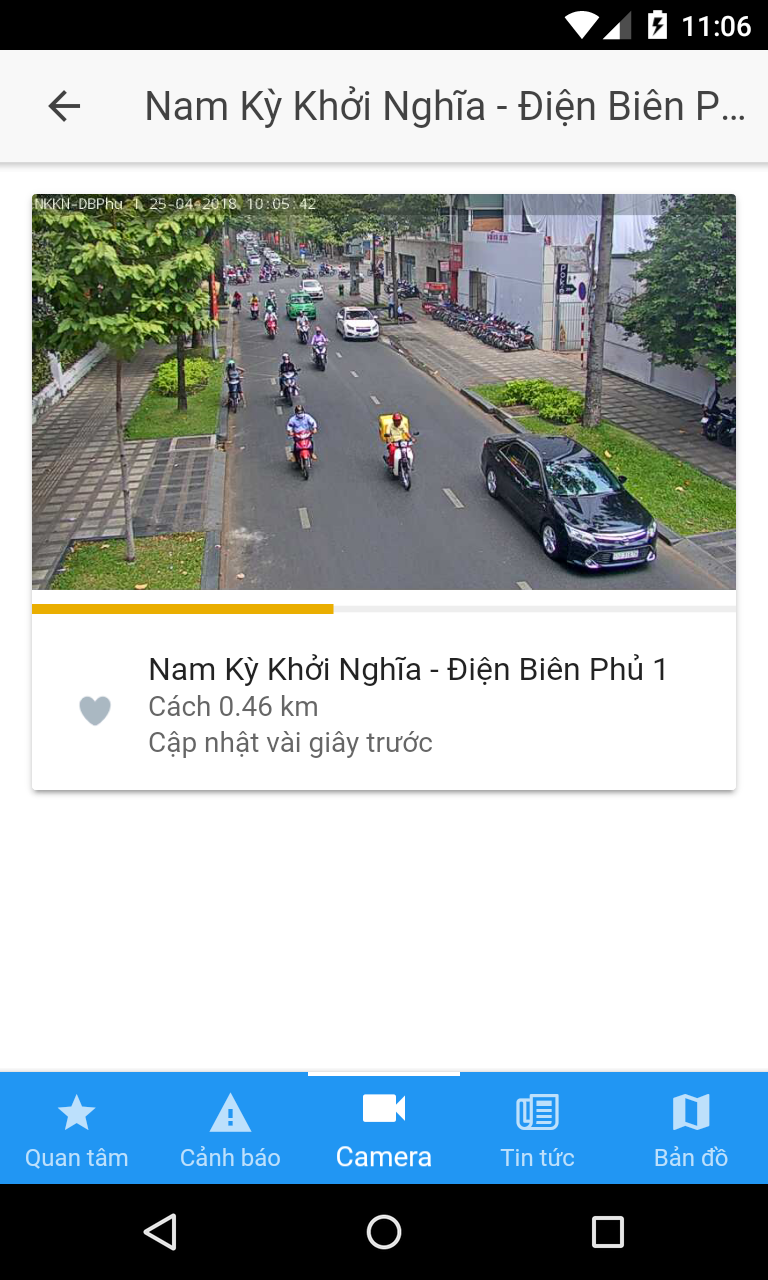 11:06
Nam Kỳ Khởi Nghĩa - Điện Biên P...
NKKN-DBPhu 1 25-04-2018 10:05:42
Nam Kỳ Khởi Nghĩa - Điện Biên Phủ 1
Cách 0.46 km
Cập nhật vài giây trước
Quan tâm
Cảnh báo
Camera
Tin tức
Bản đồ